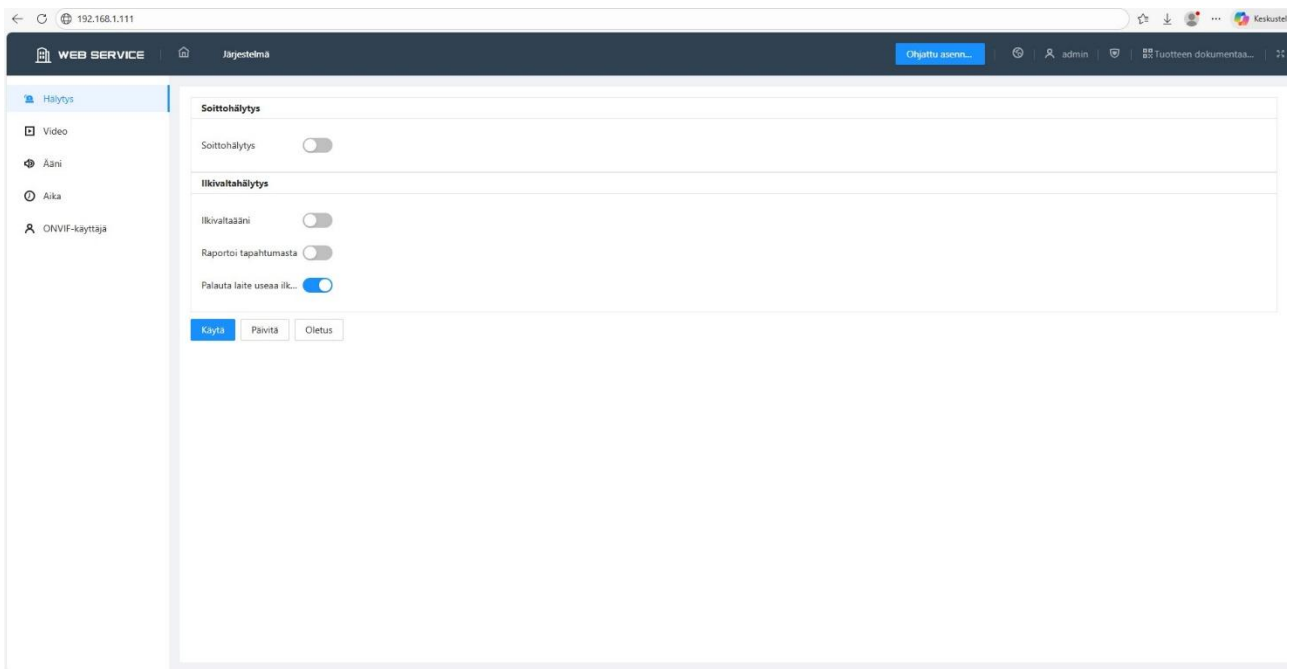 192.168.1.111
Keskustel
WEB SERVICE
Järjestelmä
Ohjattu asenn...
admin
Tuotteen dokumentaa...
Hälytys
Video
Ääni
Aika
ONVIF-käyttäjä
Soittohälytys
Soittohälytys
Ilkivaltahälytys
Ilkivaltaääni
Raportoi tapahtumasta
Palauta laite useaa ilk...
Käytä
Päivitä
Oletus